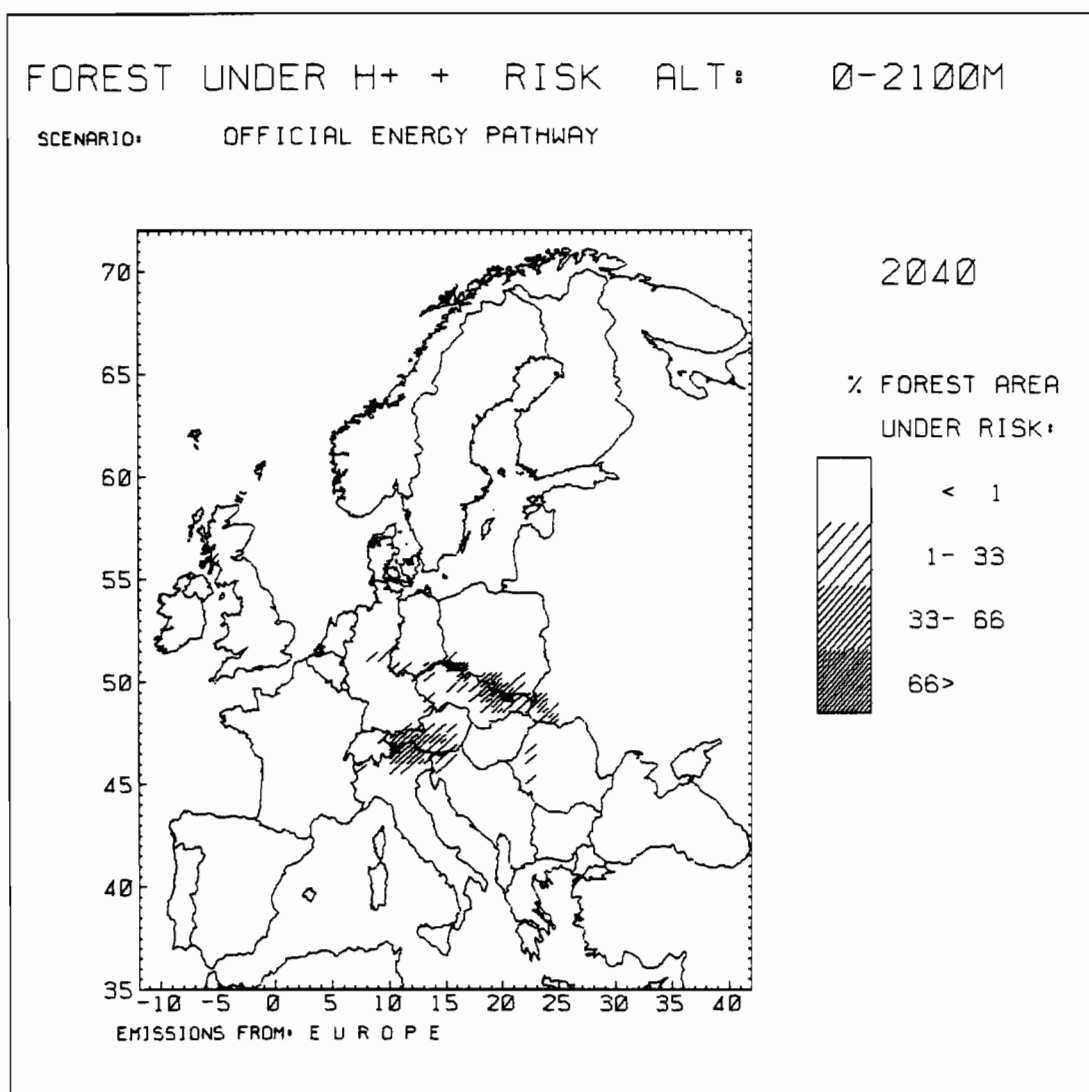 FOREST UNDER H+ + RISK ALT: 0-2100M
SCENARIO: OFFICIAL ENERGY PATHWAY
2040
% FOREST AREA
UNDER RISK:
< 1
1- 33
33- 66
66>
70
65
60
55
50
45
40
35
-10 -5 0 5 10 15 20 25 30 35 40
EMISSIONS FROM: E U R O P E